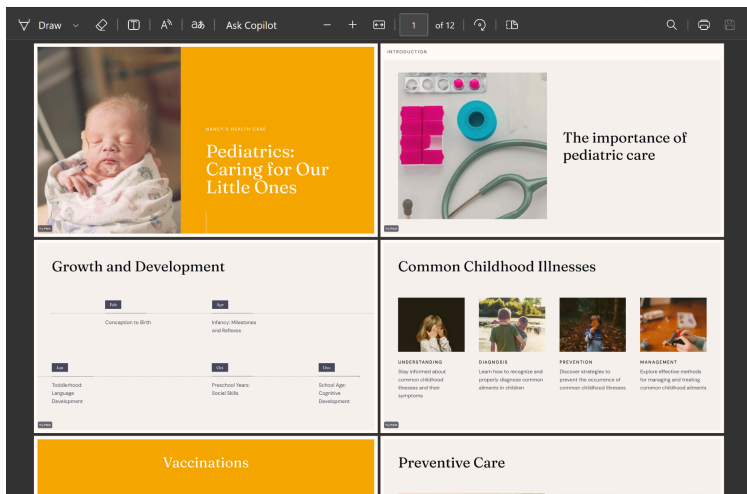 Draw
A
aあ
Ask Copilot
1
of 12
NANCY'S HEALTH CARE
Pediatrics:
Caring for Our
Little Ones
INTRODUCTION
The importance of
pediatric care
Growth and Development
Feb
Apr
Conception to Birth
Infancy: Milestones
and Reflexes
Jan
Oct
Dec
Toddlerhood:
Language
Development
Preschool Years:
Social Skills
School Age:
Cognitive
Development
Common Childhood Illnesses
UNDERSTANDING
Stay informed about
common childhood
illnesses and their
symptoms
DIAGNOSIS
Learn how to recognize and
properly diagnose common
ailments in children
PREVENTION
Discover strategies to
prevent the occurrence of
common childhood illnesses
MANAGEMENT
Explore effective methods
for managing and treating
common childhood ailments
Vaccinations
Preventive Care